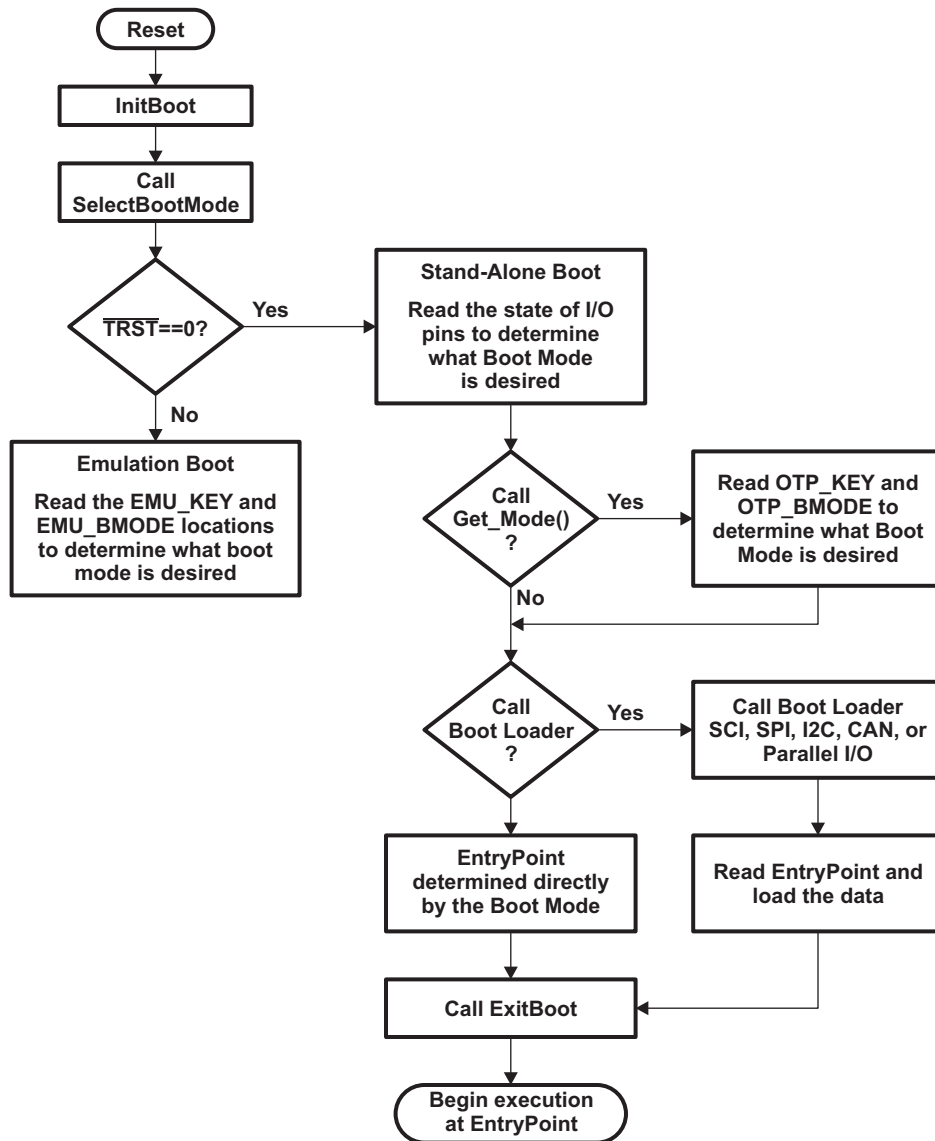 Reset
InitBoot
Call
SelectBootMode
TRST==0?
Yes
No
Stand-Alone Boot
Read the state of I/O
pins to determine
what Boot Mode
is desired
Emulation Boot
Read the EMU_KEY and
EMU_BMODE locations
to determine what boot
mode is desired
Call
Get_Mode()
?
Yes
No
Read OTP_KEY and
OTP_BMODE to
determine what Boot
Mode is desired
Call
Boot Loader
?
Yes
Call Boot Loader
SCI, SPI, I2C, CAN, or
Parallel I/O
EntryPoint
determined directly
by the Boot Mode
Read EntryPoint and
load the data
Call ExitBoot
Begin execution
at EntryPoint